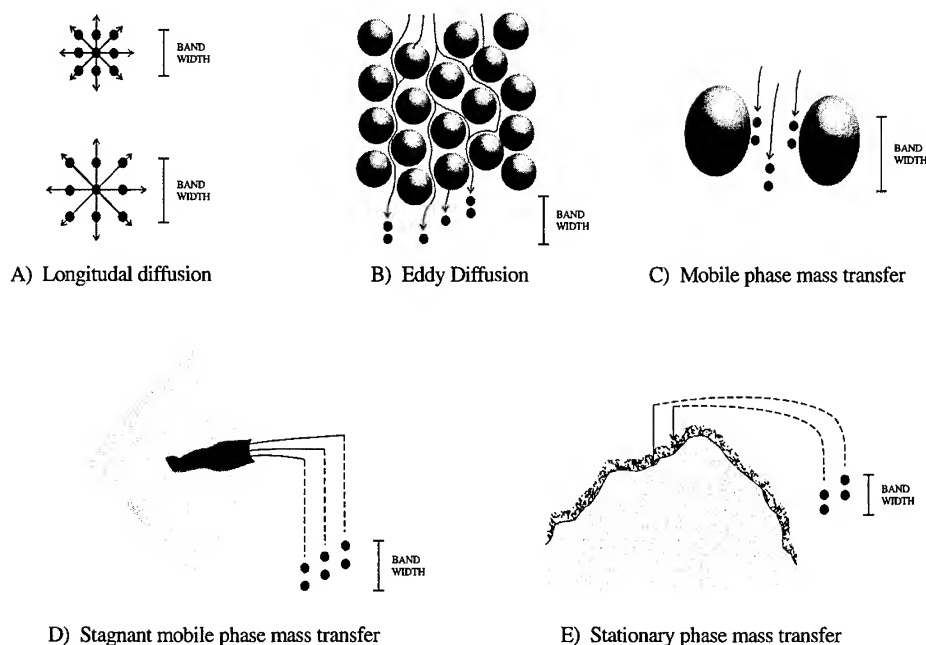 BAND
WIDTH
BAND
WIDTH
A) Longitudal diffusion
BAND
WIDTH
B) Eddy Diffusion
BAND
WIDTH
C) Mobile phase mass transfer
BAND
WIDTH
D) Stagnant mobile phase mass transfer
BAND
WIDTH
E) Stationary phase mass transfer